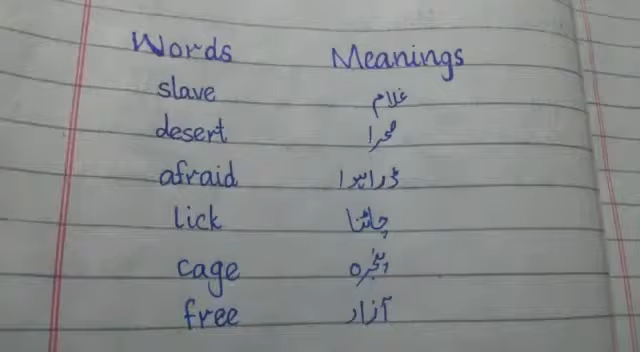 Words Meanings
slave غلام
desert صحرا
afraid ڈرا ہوا
lick چاٹنا
cage پنجرہ
free آزاد